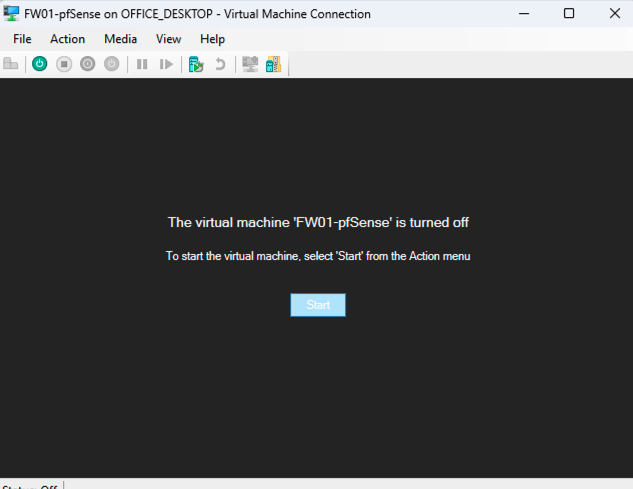 FW01-pfSense on OFFICE_DESKTOP - Virtual Machine Connection
File Action Media View Help
The virtual machine 'FW01-pfSense' is turned off
To start the virtual machine, select 'Start' from the Action menu
Start
Status: Off